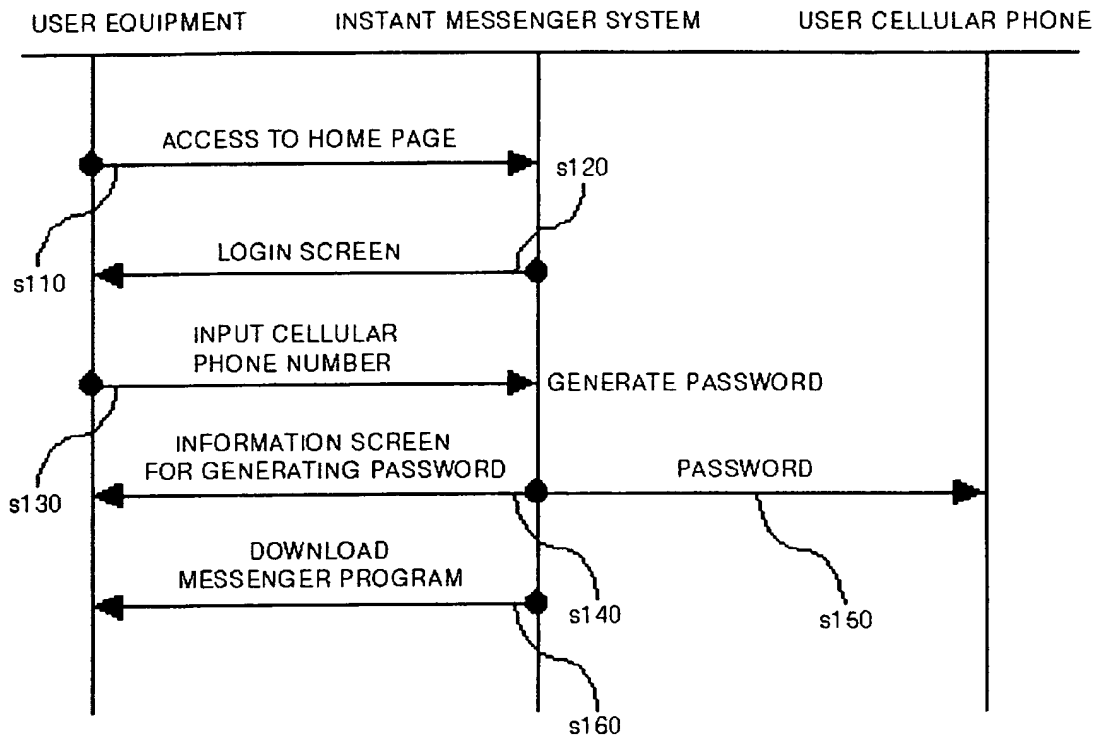 USER EQUIPMENT
INSTANT MESSENGER SYSTEM
USER CELLULAR PHONE
ACCESS TO HOME PAGE
s120
LOGIN SCREEN
s110
INPUT CELLULAR
PHONE NUMBER
GENERATE PASSWORD
INFORMATION SCREEN
FOR GENERATING PASSWORD
PASSWORD
s130
DOWNLOAD
MESSENGER PROGRAM
s140
s150
s160